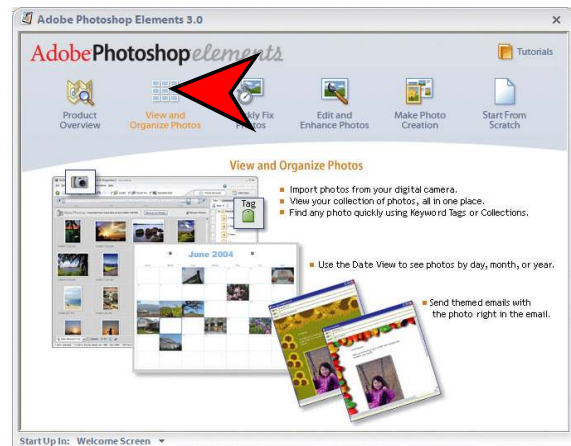 Adobe Photoshop Elements 3.0
Adobe Photoshop elements
Tutorials
Product Overview
View and Organize Photos
Edit and Enhance Photos
Make Photo Creation
Start From Scratch
View and Organize Photos
Import photos from your digital camera.
View your collection of photos, all in one place.
Find any photo quickly using Keyword Tags or Collections.
Tag
June 2004
Use the Date View to see photos by day, month, or year.
Send themed emails with
the photo right in the email.
Start Up In: Welcome Screen